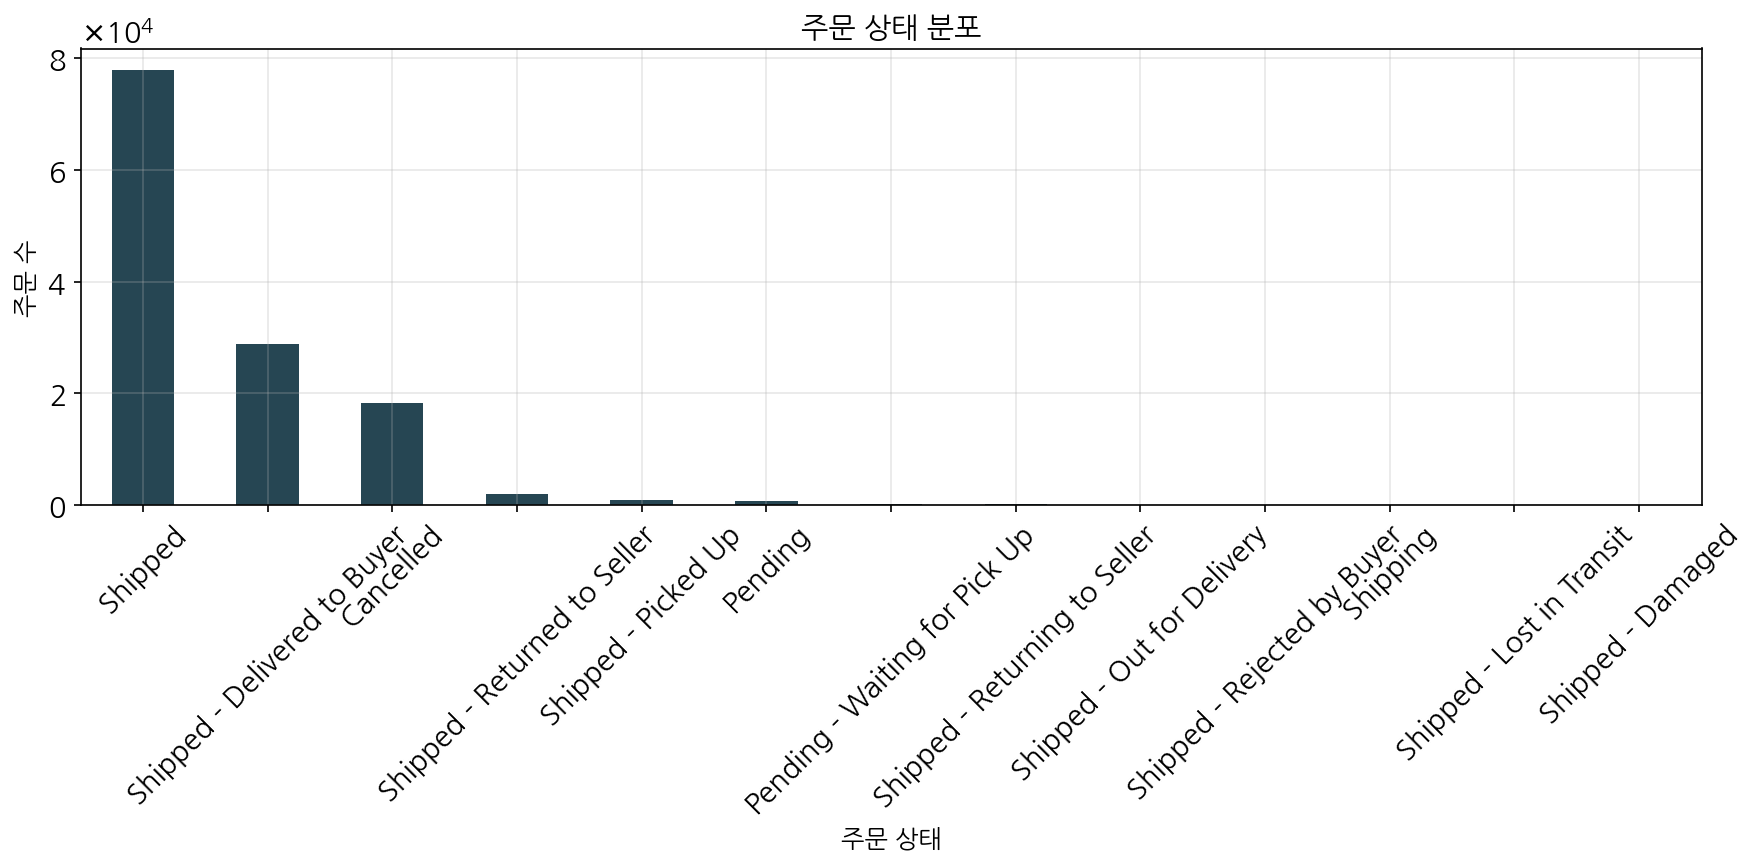 주문 상태 분포
×10⁴
8
6
4
2
0
주문 수
Shipped
Shipped - Delivered to Buyer
Cancelled
Shipped - Returned to Seller
Shipped - Picked Up
Pending
Pending - Waiting for Pick Up
Shipped - Returning to Seller
Shipped - Out for Delivery
Shipped - Rejected by Buyer
Shipping
Shipped - Lost in Transit
Shipped - Damaged
주문 상태